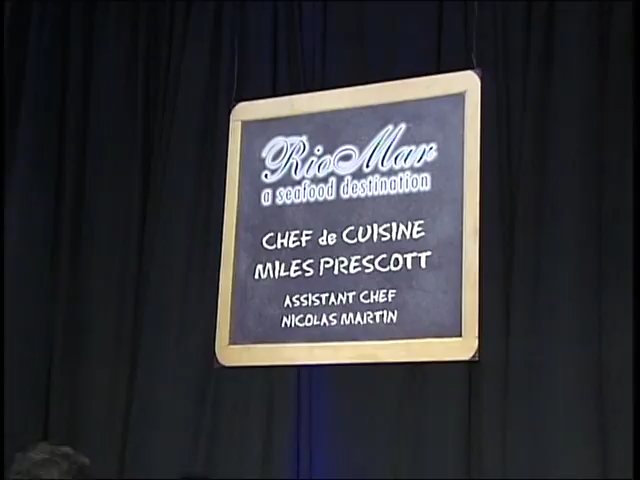 RioMar
a seafood destination
CHEF de CUISINE
MILES PRESCOTT
ASSISTANT CHEF
NICOLAS MARTIN